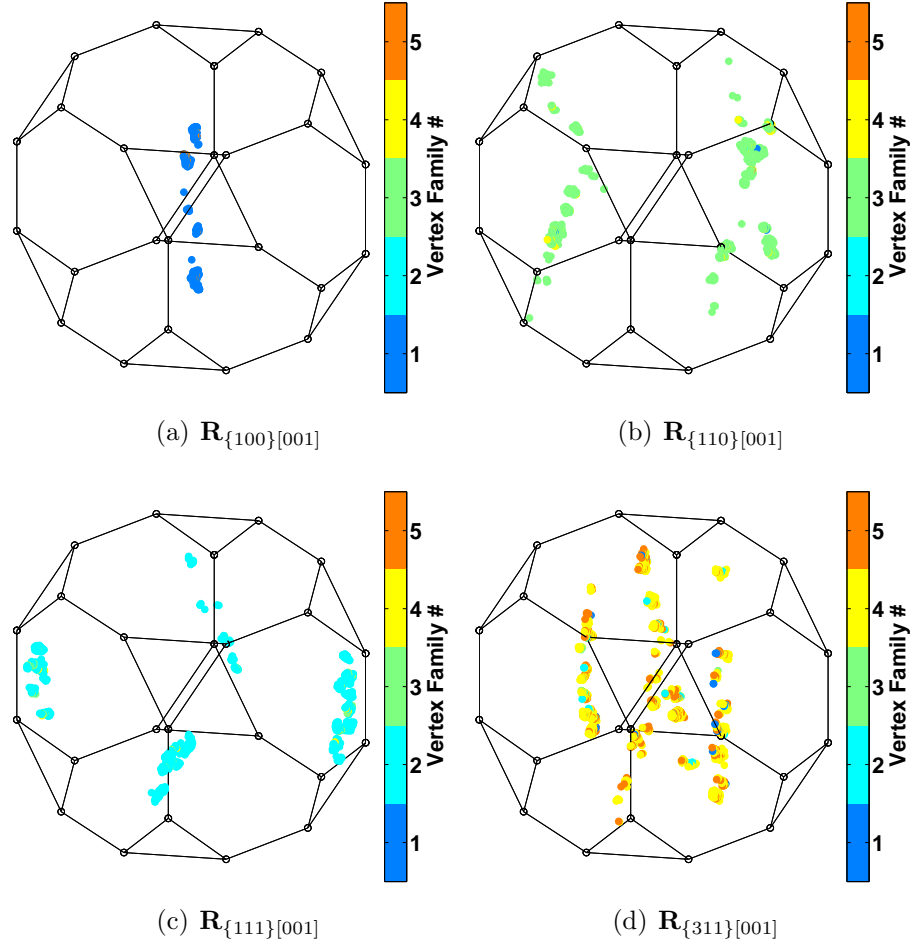 5
4
3
2
1
Vertex Family #
5
4
3
2
1
Vertex Family #
(a) R{100}[001]
(b) R{110}[001]
5
4
3
2
1
Vertex Family #
5
4
3
2
1
Vertex Family #
(c) R{111}[001]
(d) R{311}[001]